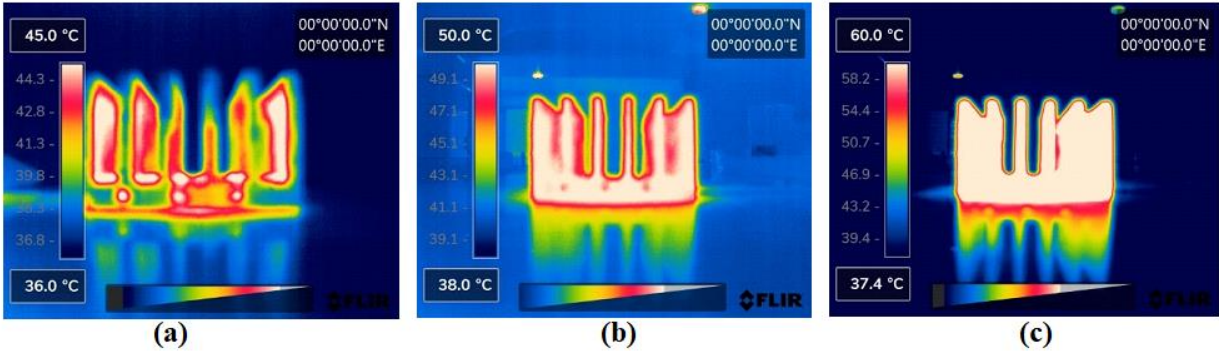 45.0 °C
00°00'00.0"N
00°00'00.0"E
44.3 -
42.8 -
41.3 -
39.8 -
38.3 -
36.8 -
36.0 °C
FLIR
(a)
50.0 °C
00°00'00.0"N
00°00'00.0"E
49.1 -
47.1 -
45.1 -
43.1 -
41.1 -
39.1 -
38.0 °C
FLIR
(b)
60.0 °C
00°00'00.0"N
00°00'00.0"E
58.2 -
54.4 -
50.7 -
46.9 -
43.2 -
39.4 -
37.4 °C
FLIR
(c)